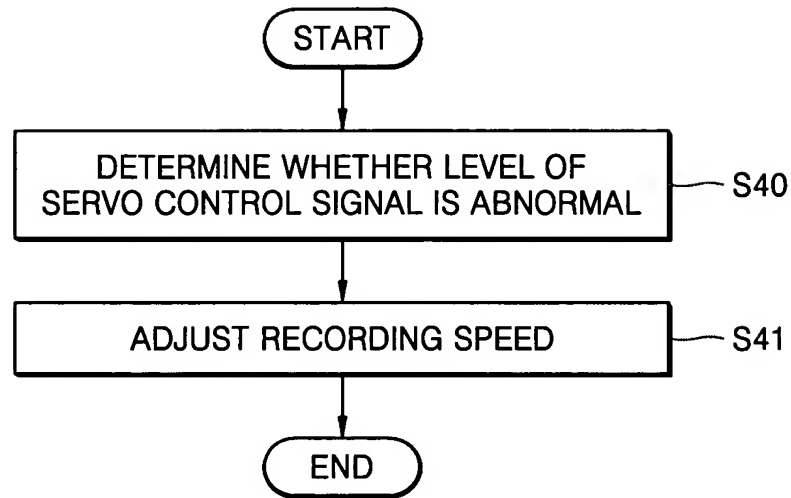 START
DETERMINE WHETHER LEVEL OF
SERVO CONTROL SIGNAL IS ABNORMAL
S40
ADJUST RECORDING SPEED
S41
END